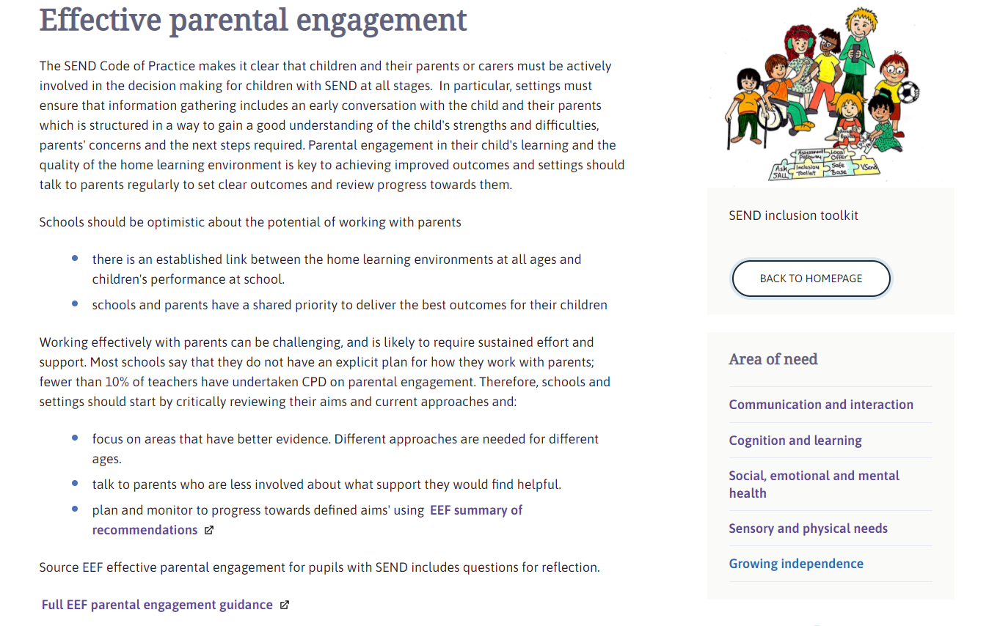 Effective parental engagement
The SEND Code of Practice makes it clear that children and their parents or carers must be actively
involved in the decision making for children with SEND at all stages.  In particular, settings must
ensure that information gathering includes an early conversation with the child and their parents
which is structured in a way to gain a good understanding of the child's strengths and difficulties,
parents' concerns and the next steps required. Parental engagement in their child's learning and the
quality of the home learning environment is key to achieving improved outcomes and settings should
talk to parents regularly to set clear outcomes and review progress towards them.
Schools should be optimistic about the potential of working with parents
there is an established link between the home learning environments at all ages and
children's performance at school.
schools and parents have a shared priority to deliver the best outcomes for their children
Working effectively with parents can be challenging, and is likely to require sustained effort and
support. Most schools say that they do not have an explicit plan for how they work with parents;
fewer than 10% of teachers have undertaken CPD on parental engagement. Therefore, schools and
settings should start by critically reviewing their aims and current approaches and:
focus on areas that have better evidence. Different approaches are needed for different
ages.
talk to parents who are less involved about what support they would find helpful.
plan and monitor to progress towards defined aims' using  EEF summary of
recommendations
Source EEF effective parental engagement for pupils with SEND includes questions for reflection.
Full EEF parental engagement guidance
Annual
Assessment
Pathway
Local
Offer
Ask
SALL
Inclusion
Toolkit
Safe
Base
VSend
SEND inclusion toolkit
BACK TO HOMEPAGE
Area of need
Communication and interaction
Cognition and learning
Social, emotional and mental
health
Sensory and physical needs
Growing independence